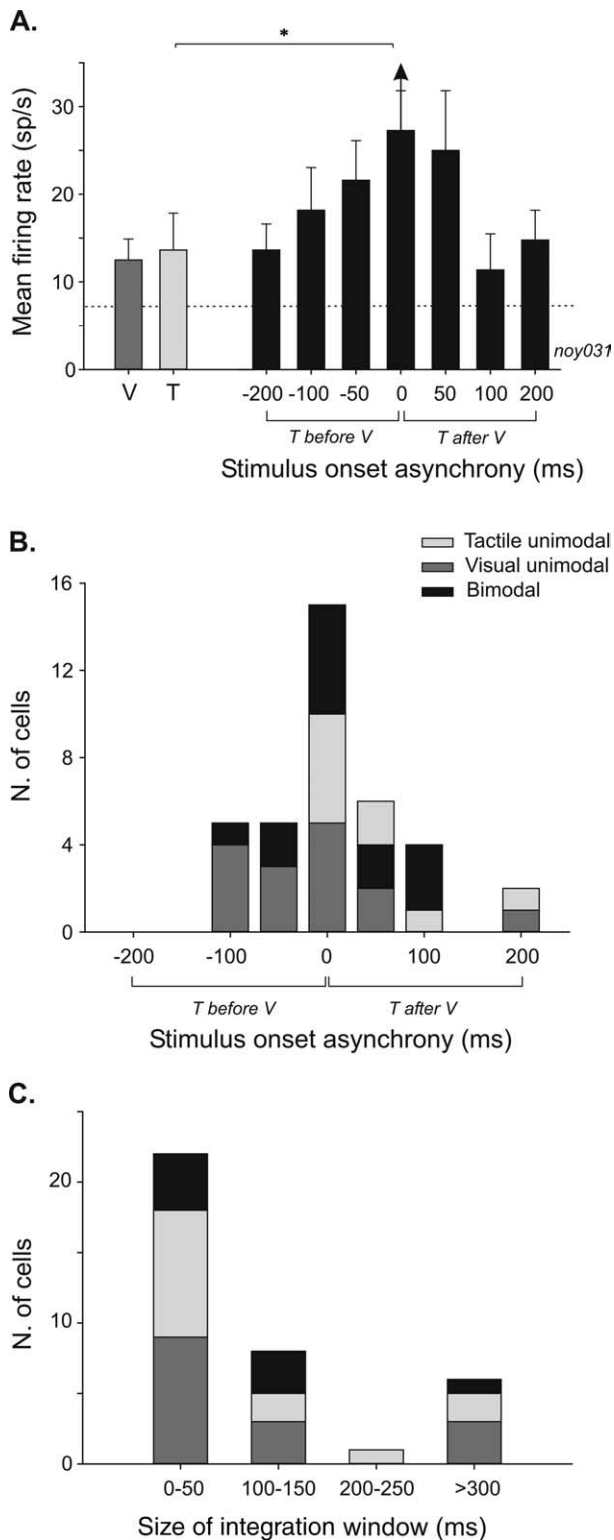 A.
*
Mean firing rate (sp/s)
30
20
10
0
noy031
V T -200 -100 -50 0 50 100 200
T before V T after V
Stimulus onset asynchrony (ms)
B.
Tactile unimodal
Visual unimodal
Bimodal
N. of cells
16
12
8
4
0
-200 -100 0 100 200
T before V T after V
Stimulus onset asynchrony (ms)
C.
N. of cells
20
10
0
0-50 100-150 200-250 >300
Size of integration window (ms)